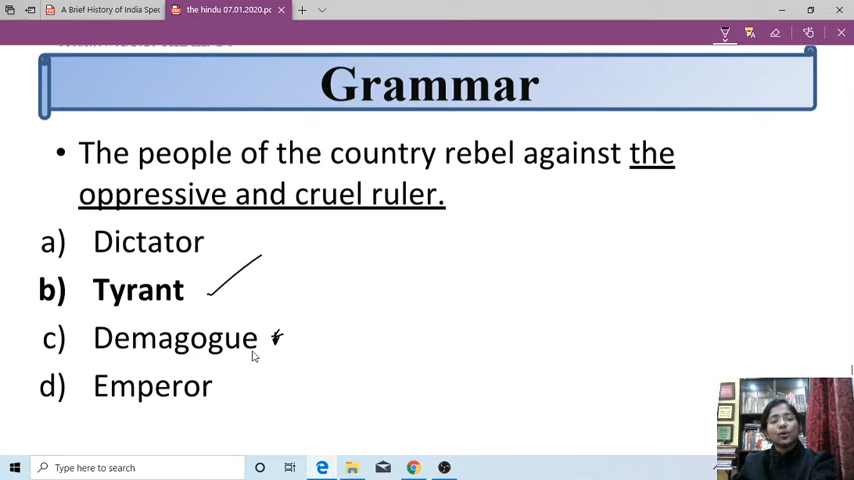 A Brief History of India Spec
the hindu 07.01.2020.pc
Grammar
• The people of the country rebel against the
oppressive and cruel ruler.
a) Dictator
b) Tyrant
c) Demagogue
d) Emperor
Type here to search